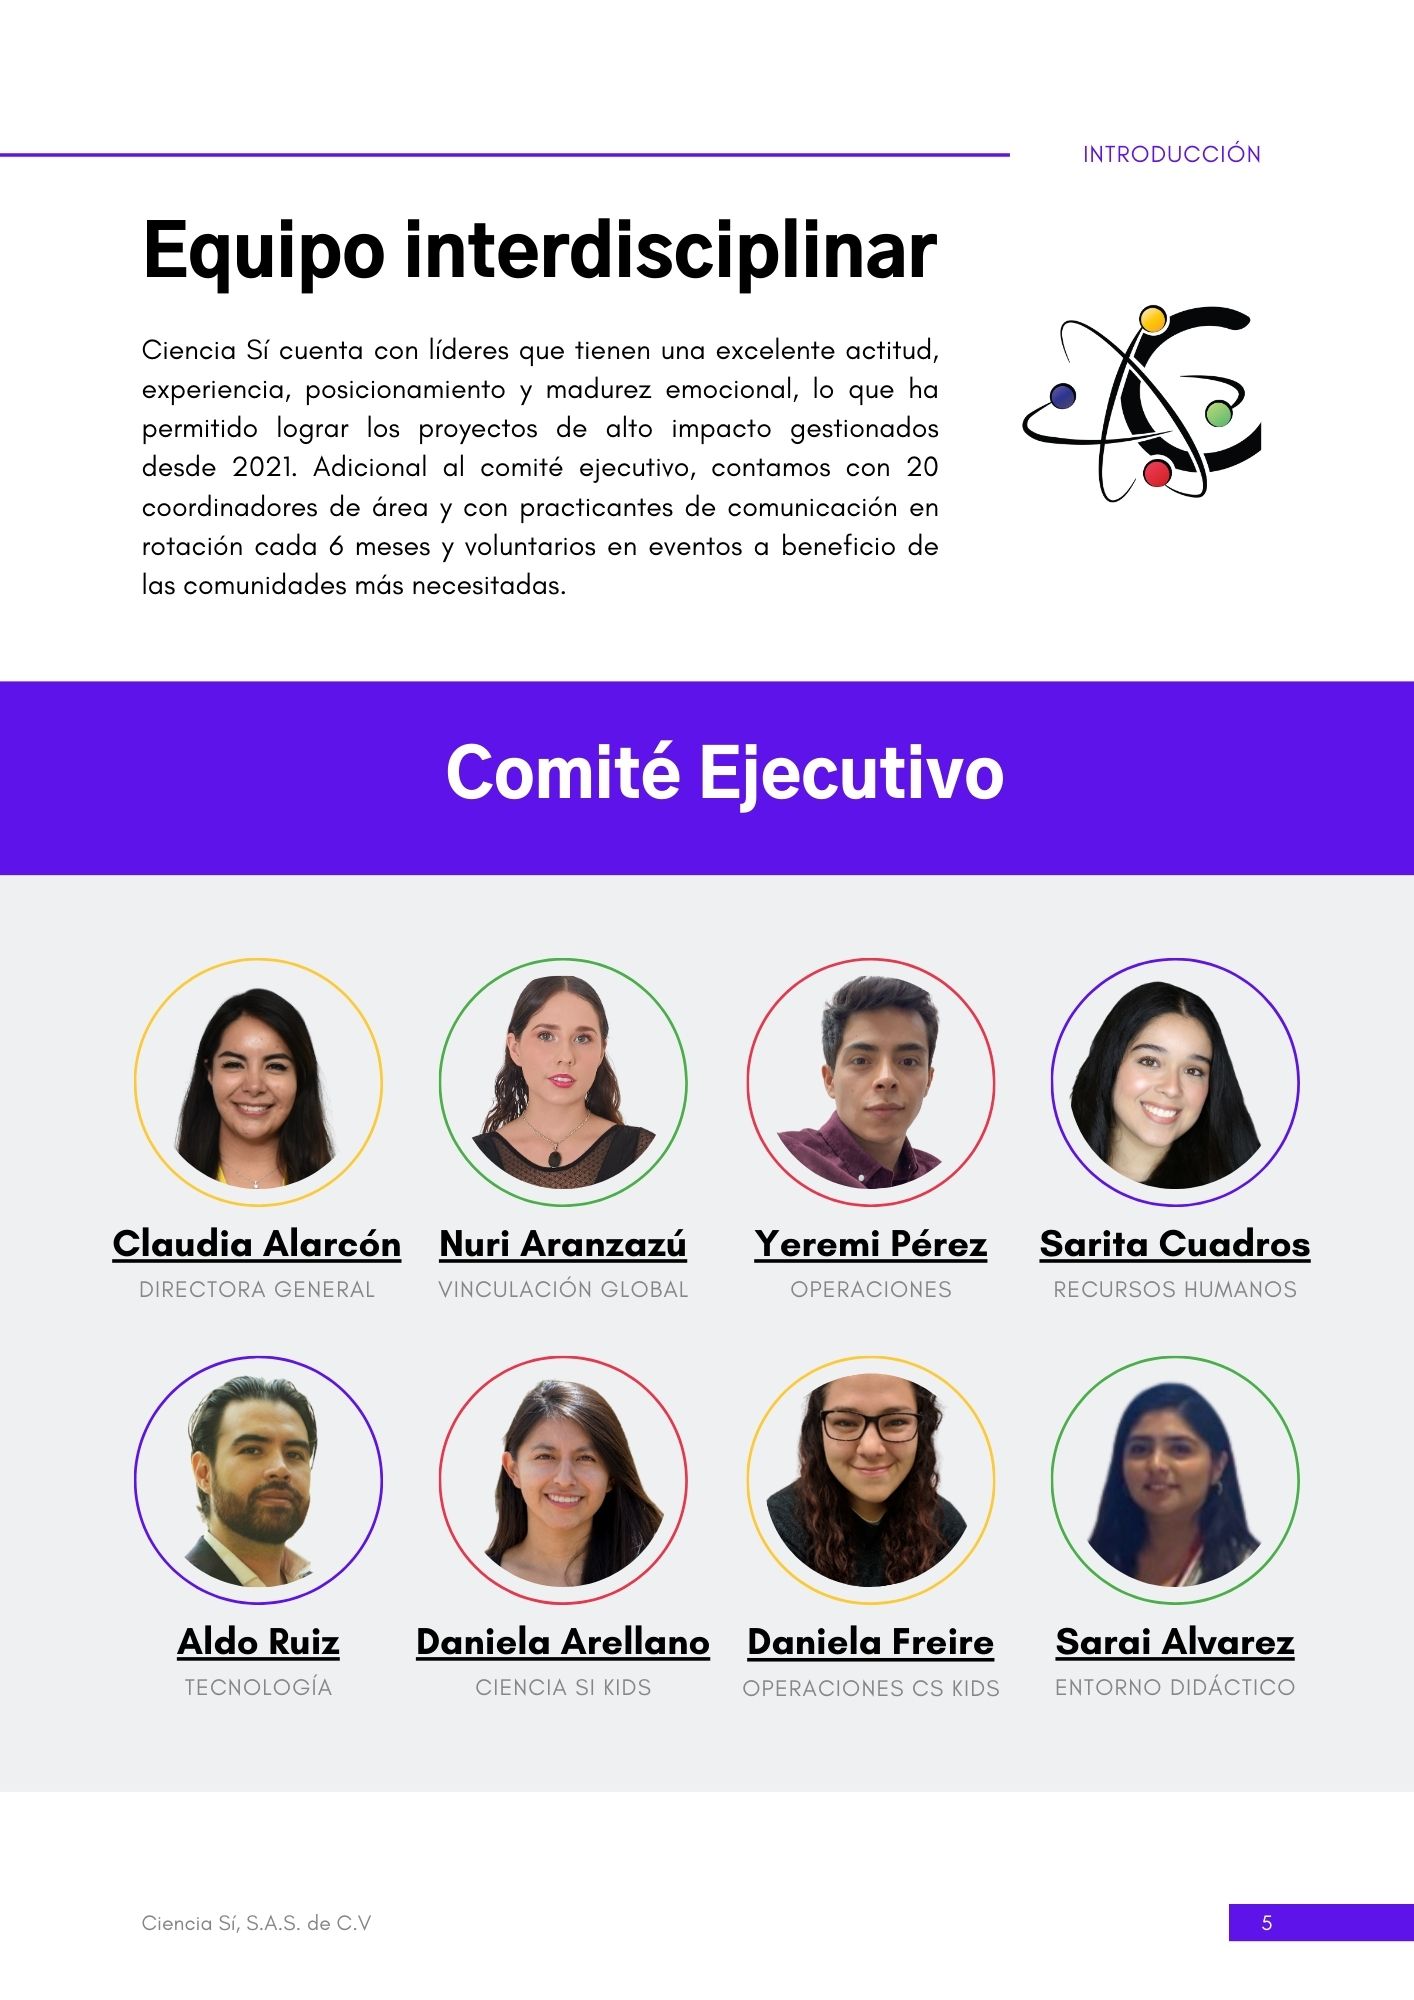 INTRODUCCIÓN
Equipo interdisciplinar
Ciencia Sí cuenta con líderes que tienen una excelente actitud,
experiencia, posicionamiento y madurez emocional, lo que ha
permitido lograr los proyectos de alto impacto gestionados
desde 2021. Adicional al comité ejecutivo, contamos con 20
coordinadores de área y con practicantes de comunicación en
rotación cada 6 meses y voluntarios en eventos a beneficio de
las comunidades más necesitadas.
Comité Ejecutivo
Claudia Alarcón
DIRECTORA GENERAL
Nuri Aranzazú
VINCULACIÓN GLOBAL
Yeremi Pérez
OPERACIONES
Sarita Cuadros
RECURSOS HUMANOS
Aldo Ruiz
TECNOLOGÍA
Daniela Arellano
CIENCIA SI KIDS
Daniela Freire
OPERACIONES CS KIDS
Sarai Alvarez
ENTORNO DIDÁCTICO
Ciencia Sí, S.A.S. de C.V
5